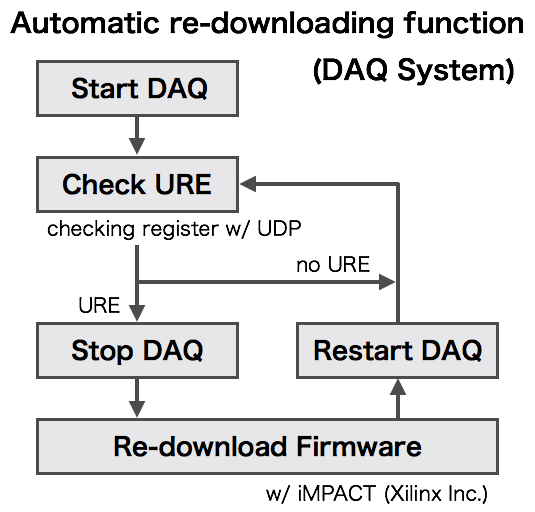 Automatic re-downloading function
(DAQ System)
Start DAQ
Check URE
checking register w/ UDP
no URE
URE
Stop DAQ
Restart DAQ
Re-download Firmware
w/ iMPACT (Xilinx Inc.)